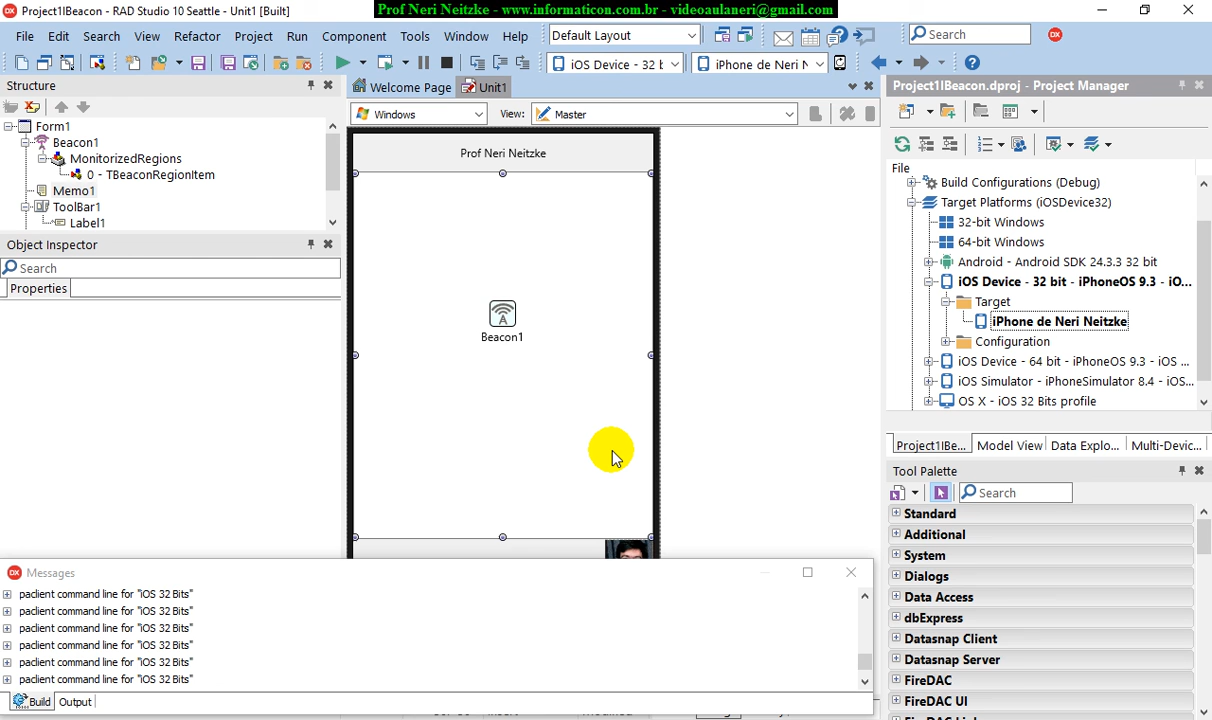 Project1IBeacon - RAD Studio 10 Seattle - Unit1 [Built]
Prof Neri Neitzke - www.informaticon.com.br - videoaulaneri@gmail.com
File Edit Search View Refactor Project Run Component Tools Window Help
Default Layout
Search
iOS Device - 32 b
iPhone de Neri N
Structure
Form1
Beacon1
MonitorizedRegions
0 - TBeaconRegionItem
Memo1
ToolBar1
Label1
Object Inspector
Search
Properties
Welcome Page
Unit1
Windows
View:
Master
Prof Neri Neitzke
A
Beacon1
Project1IBeacon.dproj - Project Manager
File
Build Configurations (Debug)
Target Platforms (iOSDevice32)
32-bit Windows
64-bit Windows
Android - Android SDK 24.3.3 32 bit
iOS Device - 32 bit - iPhoneOS 9.3 - iO...
Target
iPhone de Neri Neitzke
Configuration
iOS Device - 64 bit - iPhoneOS 9.3 - iOS ...
iOS Simulator - iPhoneSimulator 8.4 - iOS...
OS X - iOS 32 Bits profile
Project1IBe...
Model View
Data Explo...
Multi-Devic...
Tool Palette
Search
Standard
Additional
System
Dialogs
Data Access
dbExpress
Datasnap Client
Datasnap Server
FireDAC
FireDAC UI
Messages
paclient command line for "iOS 32 Bits"
paclient command line for "iOS 32 Bits"
paclient command line for "iOS 32 Bits"
paclient command line for "iOS 32 Bits"
paclient command line for "iOS 32 Bits"
paclient command line for "iOS 32 Bits"
Build
Output